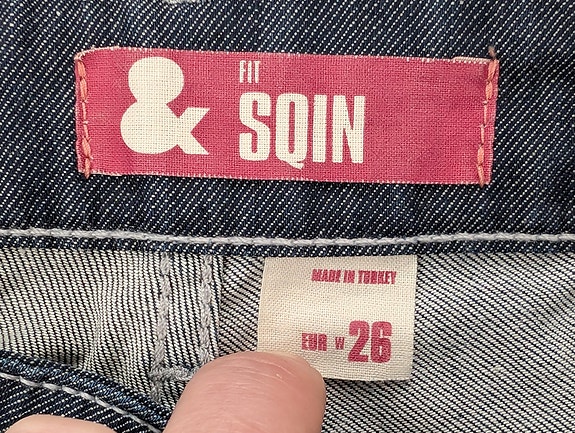 &
FIT
SQIN
MADE IN TURKEY
EUR W 26